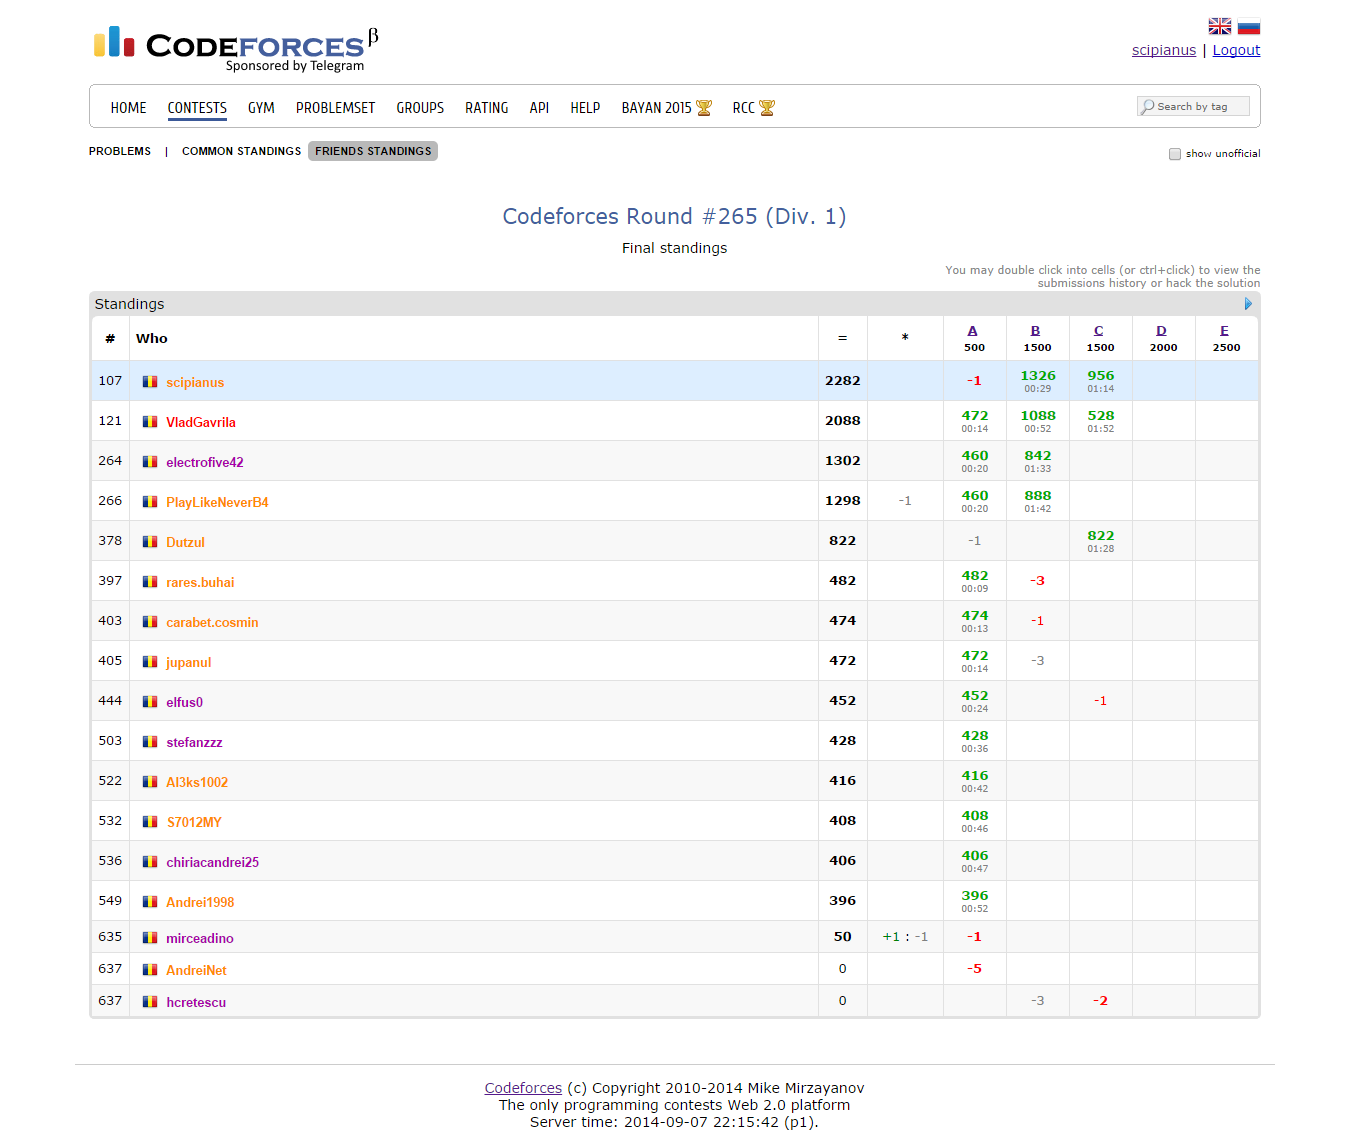 CODEFORCES β
Sponsored by Telegram
scipianus | Logout
HOME CONTESTS GYM PROBLEMSET GROUPS RATING API HELP BAYAN 2015 RCC Search by tag
PROBLEMS | COMMON STANDINGS FRIENDS STANDINGS show unofficial
Codeforces Round #265 (Div. 1)
Final standings
You may double click into cells (or ctrl+click) to view the
submissions history or hack the solution
Standings
# Who = * A B C D E
500 1500 1500 2000 2500
107 scipianus 2282 -1 1326 956
00:29 01:14
121 VladGavrila 2088 472 1088 528
00:14 00:52 01:52
264 electrofive42 1302 460 842
00:20 01:33
266 PlayLikeNeverB4 1298 -1 460 888
00:20 01:42
378 Dutzul 822 -1 822
01:28
397 rares.buhai 482 482 -3
00:09
403 carabet.cosmin 474 474 -1
00:13
405 jupanul 472 472 -3
00:14
444 elfus0 452 452 -1
00:24
503 stefanzzz 428 428
00:36
522 Al3ks1002 416 416
00:42
532 S7012MY 408 408
00:46
536 chiriacandrei25 406 406
00:47
549 Andrei1998 396 396
00:52
635 mirceadino 50 +1 : -1 -1
637 AndreiNet 0 -5
637 hcretescu 0 -3 -2
Codeforces (c) Copyright 2010-2014 Mike Mirzayanov
The only programming contests Web 2.0 platform
Server time: 2014-09-07 22:15:42 (p1).